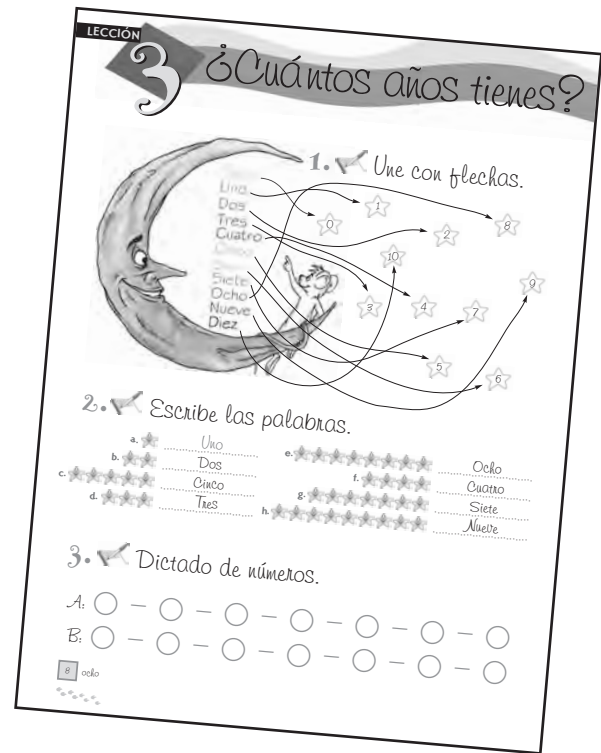 LECCIÓN
3 ¿Cuántos años tienes?
1. Une con flechas.
Uno
Dos
Tres
Cuatro
Siete
Ocho
Nueve
Diez
0
1
2
8
10
9
3
4
7
5
6
2. Escribe las palabras.
a. Uno
b. Dos
c. Cinco
d. Tres
e. Ocho
f. Cuatro
g. Siete
h. Nueve
3. Dictado de números.
A:
B:
8 ocho